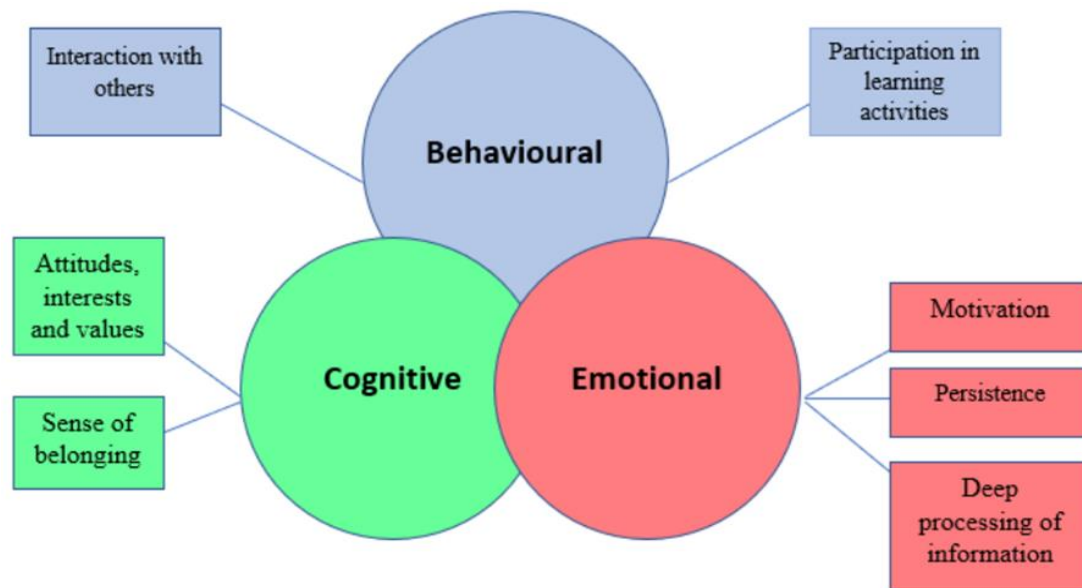 Interaction with
others
Participation in
learning
activities
Behavioural
Attitudes,
interests
and values
Sense of
belonging
Cognitive
Emotional
Motivation
Persistence
Deep
processing of
information